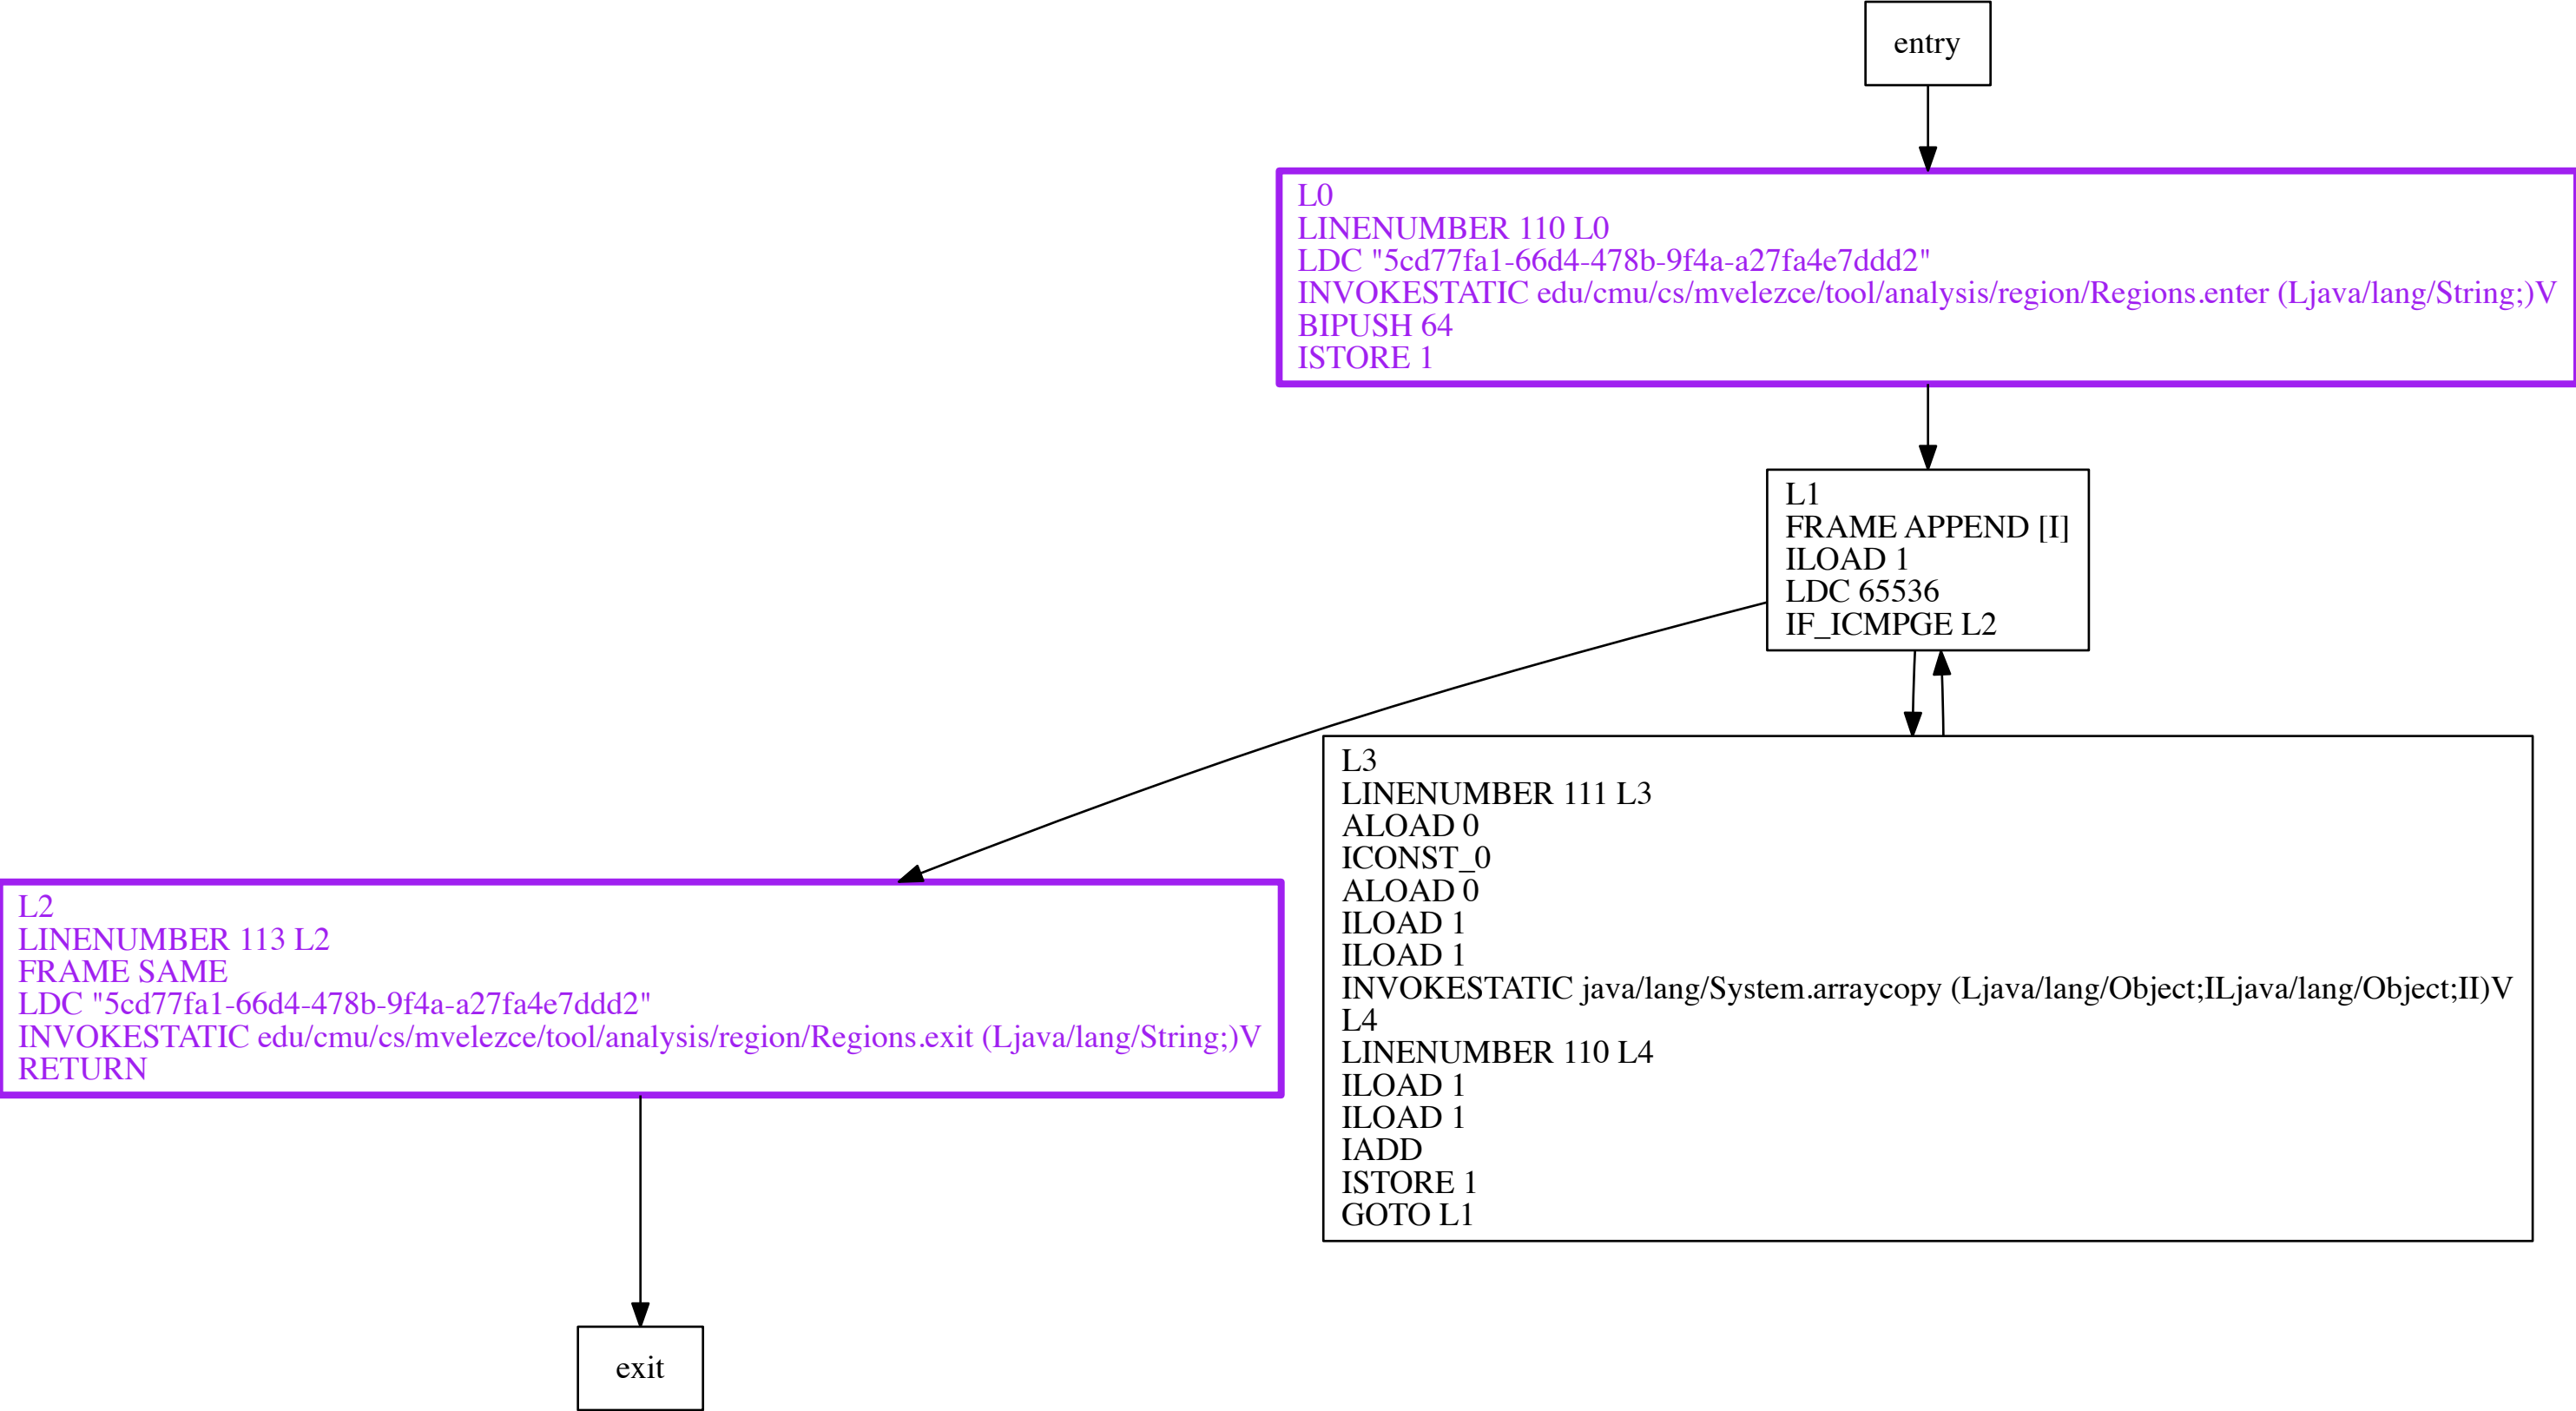 entry
L0
LINENUMBER 110 L0
LDC "5cd77fa1-66d4-478b-9f4a-a27fa4e7ddd2"
INVOKESTATIC edu/cmu/cs/mvelezce/tool/analysis/region/Regions.enter (Ljava/lang/String;)V
BIPUSH 64
ISTORE 1
L1
FRAME APPEND [I]
ILOAD 1
LDC 65536
IF_ICMPGE L2
L3
LINENUMBER 111 L3
ALOAD 0
ICONST_0
ALOAD 0
ILOAD 1
ILOAD 1
INVOKESTATIC java/lang/System.arraycopy (Ljava/lang/Object;ILjava/lang/Object;II)V
L4
LINENUMBER 110 L4
ILOAD 1
ILOAD 1
IADD
ISTORE 1
GOTO L1
L2
LINENUMBER 113 L2
FRAME SAME
LDC "5cd77fa1-66d4-478b-9f4a-a27fa4e7ddd2"
INVOKESTATIC edu/cmu/cs/mvelezce/tool/analysis/region/Regions.exit (Ljava/lang/String;)V
RETURN
exit